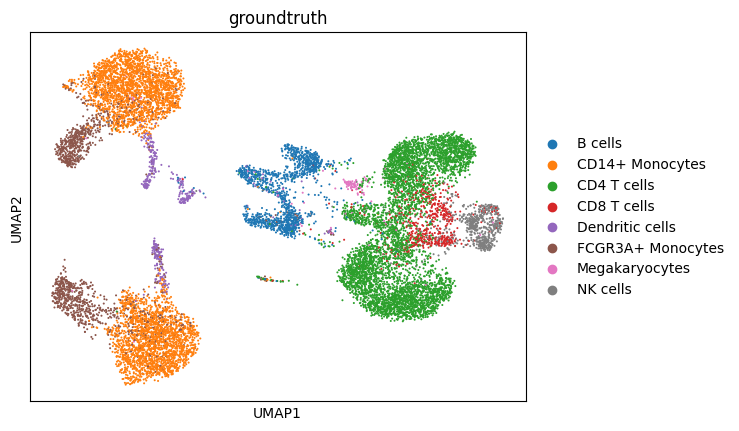 groundtruth
UMAP2
UMAP1
B cells
CD14+ Monocytes
CD4 T cells
CD8 T cells
Dendritic cells
FCGR3A+ Monocytes
Megakaryocytes
NK cells